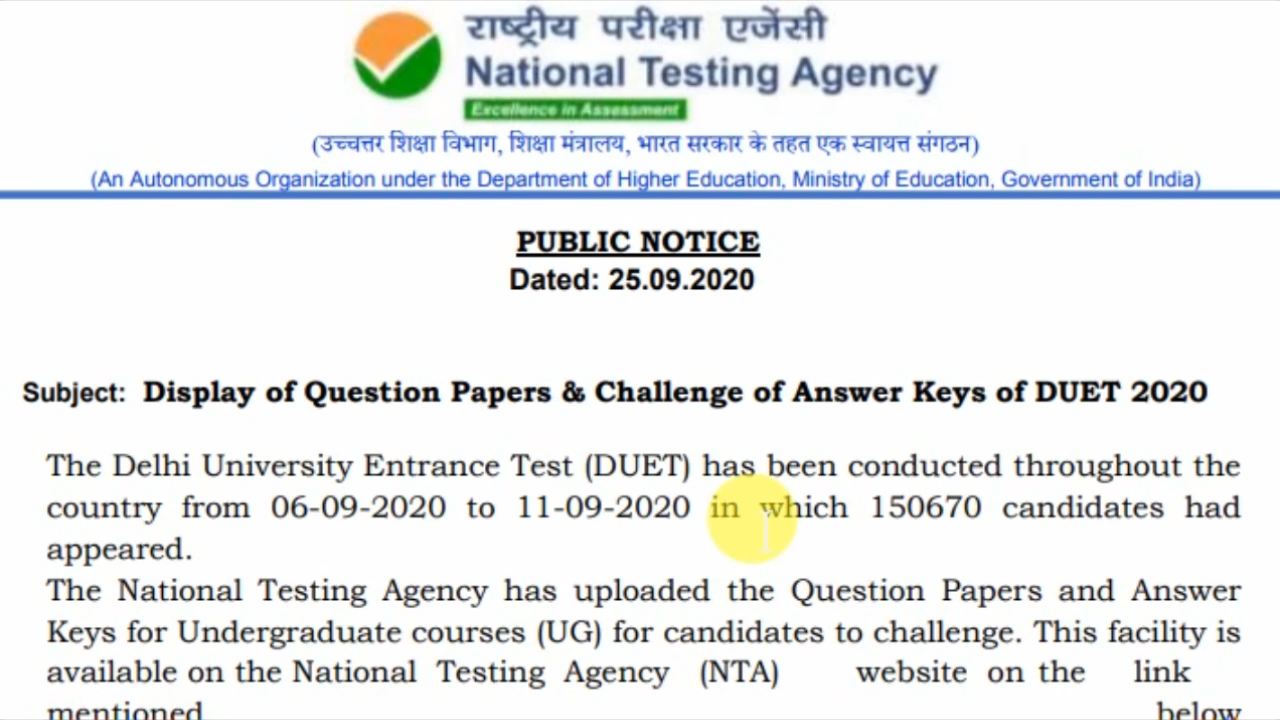 राष्ट्रीय परीक्षा एजेंसी
National Testing Agency
Excellence in Assessment
(उच्चत्तर शिक्षा विभाग, शिक्षा मंत्रालय, भारत सरकार के तहत एक स्वायत्त संगठन)
(An Autonomous Organization under the Department of Higher Education, Ministry of Education, Government of India)
PUBLIC NOTICE
Dated: 25.09.2020
Subject: Display of Question Papers & Challenge of Answer Keys of DUET 2020
The Delhi University Entrance Test (DUET) has been conducted throughout the
country from 06-09-2020 to 11-09-2020 in which 150670 candidates had
appeared.
The National Testing Agency has uploaded the Question Papers and Answer
Keys for Undergraduate courses (UG) for candidates to challenge. This facility is
available on the National Testing Agency (NTA) website on the link
mentioned below